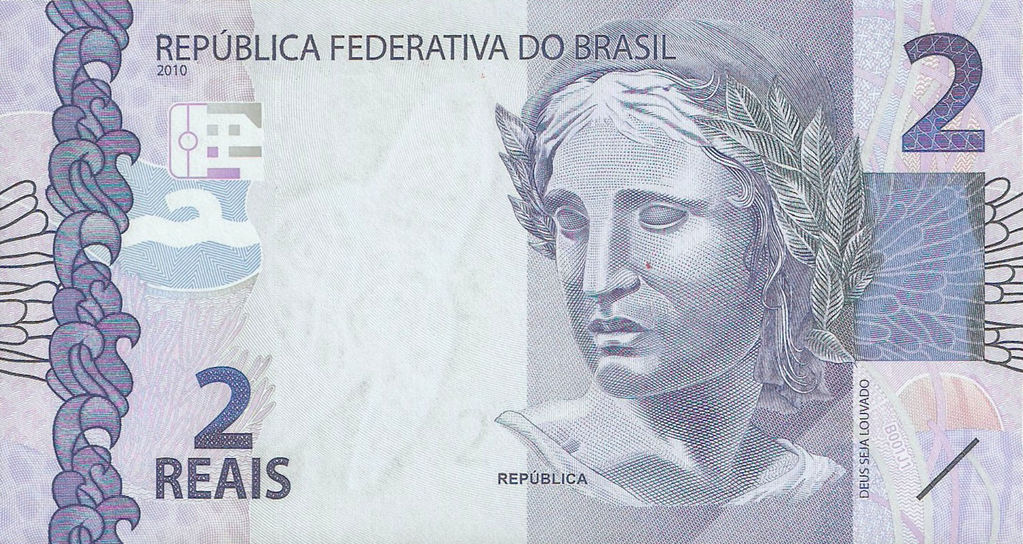 REPÚBLICA FEDERATIVA DO BRASIL
2010
2
2
REAIS
REPÚBLICA
DEUS SEJA LOUVADO